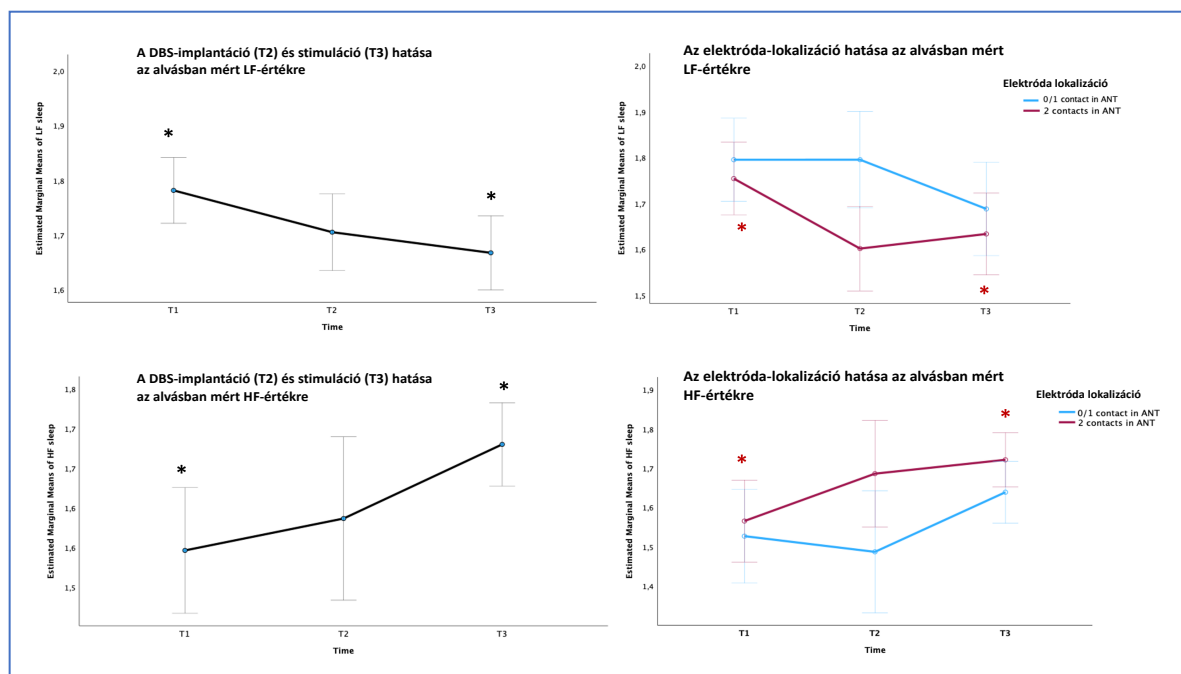 A DBS-implantáció (T2) és stimuláció (T3) hatása
az alvásban mért LF-értékre
Estimated Marginal Means of LF sleep
2,0
1,9
1,8
1,7
1,6
*
*
T1
T2
T3
Time
Az elektróda-lokalizáció hatása az alvásban mért
LF-értékre
Elektróda lokalizáció
0/1 contact in ANT
2 contacts in ANT
Estimated Marginal Means of LF sleep
2,0
1,9
1,8
1,7
1,6
1,5
*
*
T1
T2
T3
Time
A DBS-implantáció (T2) és stimuláció (T3) hatása
az alvásban mért HF-értékre
Estimated Marginal Means of HF sleep
1,8
1,7
1,7
1,6
1,6
1,5
*
*
T1
T2
T3
Time
Az elektróda-lokalizáció hatása az alvásban mért
HF-értékre
Elektróda lokalizáció
0/1 contact in ANT
2 contacts in ANT
Estimated Marginal Means of HF sleep
1,9
1,8
1,7
1,6
1,5
1,4
*
*
T1
T2
T3
Time